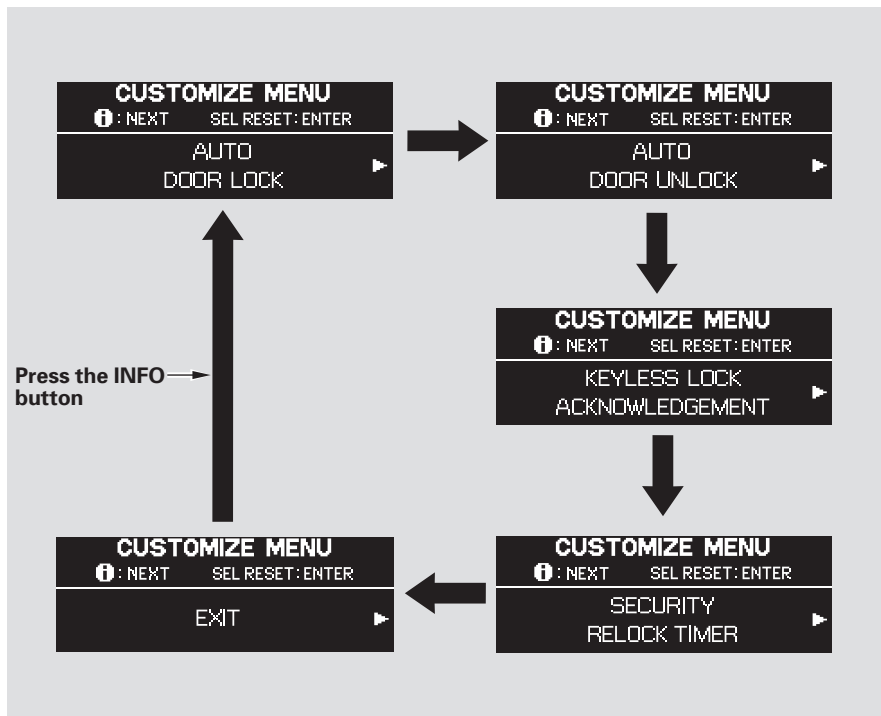 CUSTOMIZE MENU
i : NEXT SEL RESET: ENTER
AUTO
DOOR LOCK
CUSTOMIZE MENU
i : NEXT SEL RESET: ENTER
AUTO
DOOR UNLOCK
CUSTOMIZE MENU
i : NEXT SEL RESET: ENTER
KEYLESS LOCK
ACKNOWLEDGEMENT
Press the INFO
button
CUSTOMIZE MENU
i : NEXT SEL RESET: ENTER
EXIT
CUSTOMIZE MENU
i : NEXT SEL RESET: ENTER
SECURITY
RELOCK TIMER